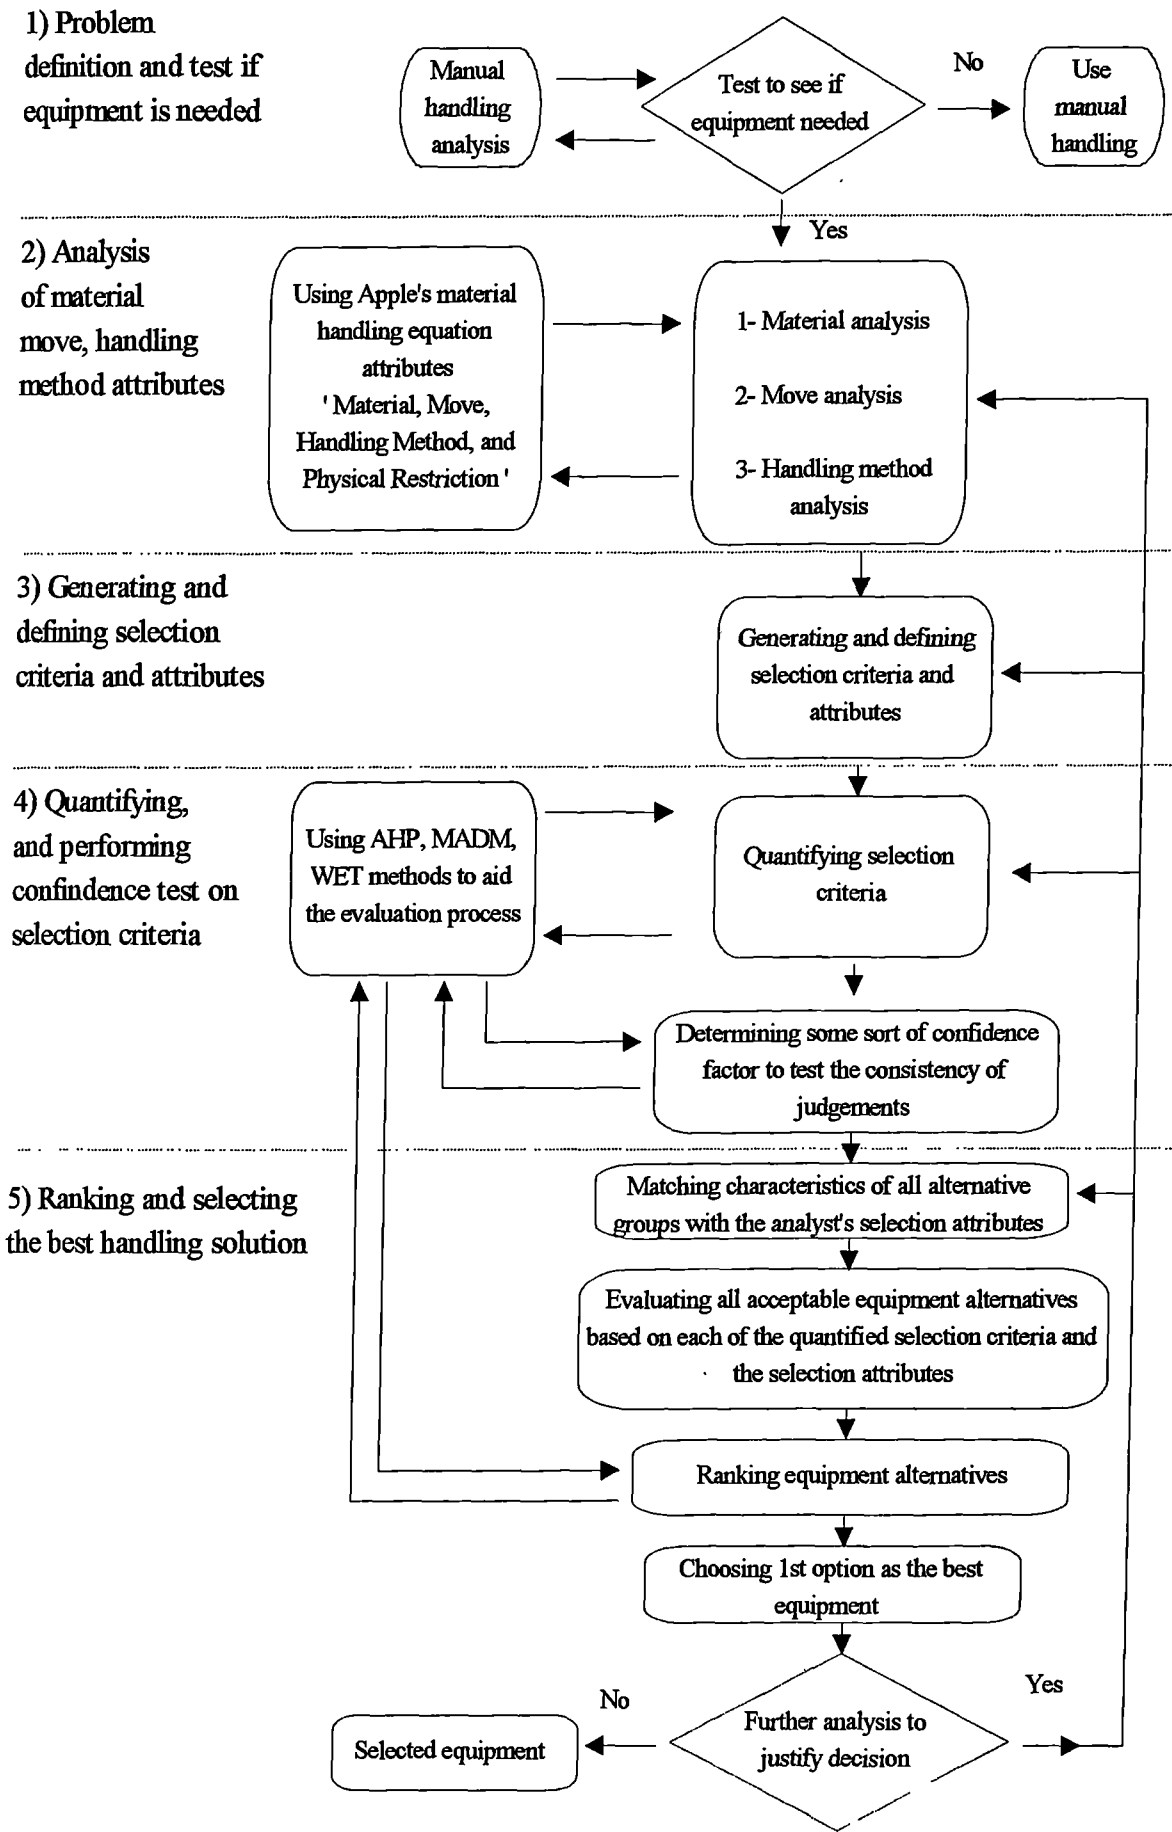 1) Problem
definition and test if
equipment is needed
Manual
handling
analysis
Test to see if
equipment needed
No
Use
manual
handling
Yes
2) Analysis
of material
move, handling
method attributes
Using Apple's material
handling equation
attributes
' Material, Move,
Handling Method, and
Physical Restriction '
1- Material analysis
2- Move analysis
3- Handling method
analysis
3) Generating and
defining selection
criteria and attributes
Generating and defining
selection criteria and
attributes
4) Quantifying,
and performing
confindence test on
selection criteria
Using AHP, MADM,
WET methods to aid
the evaluation process
Quantifying selection
criteria
Determining some sort of confidence
factor to test the consistency of
judgements
5) Ranking and selecting
the best handling solution
Matching characteristics of all alternative
groups with the analyst's selection attributes
Evaluating all acceptable equipment alternatives
based on each of the quantified selection criteria and
the selection attributes
Ranking equipment alternatives
Choosing 1st option as the best
equipment
Further analysis to
justify decision
No
Yes
Selected equipment